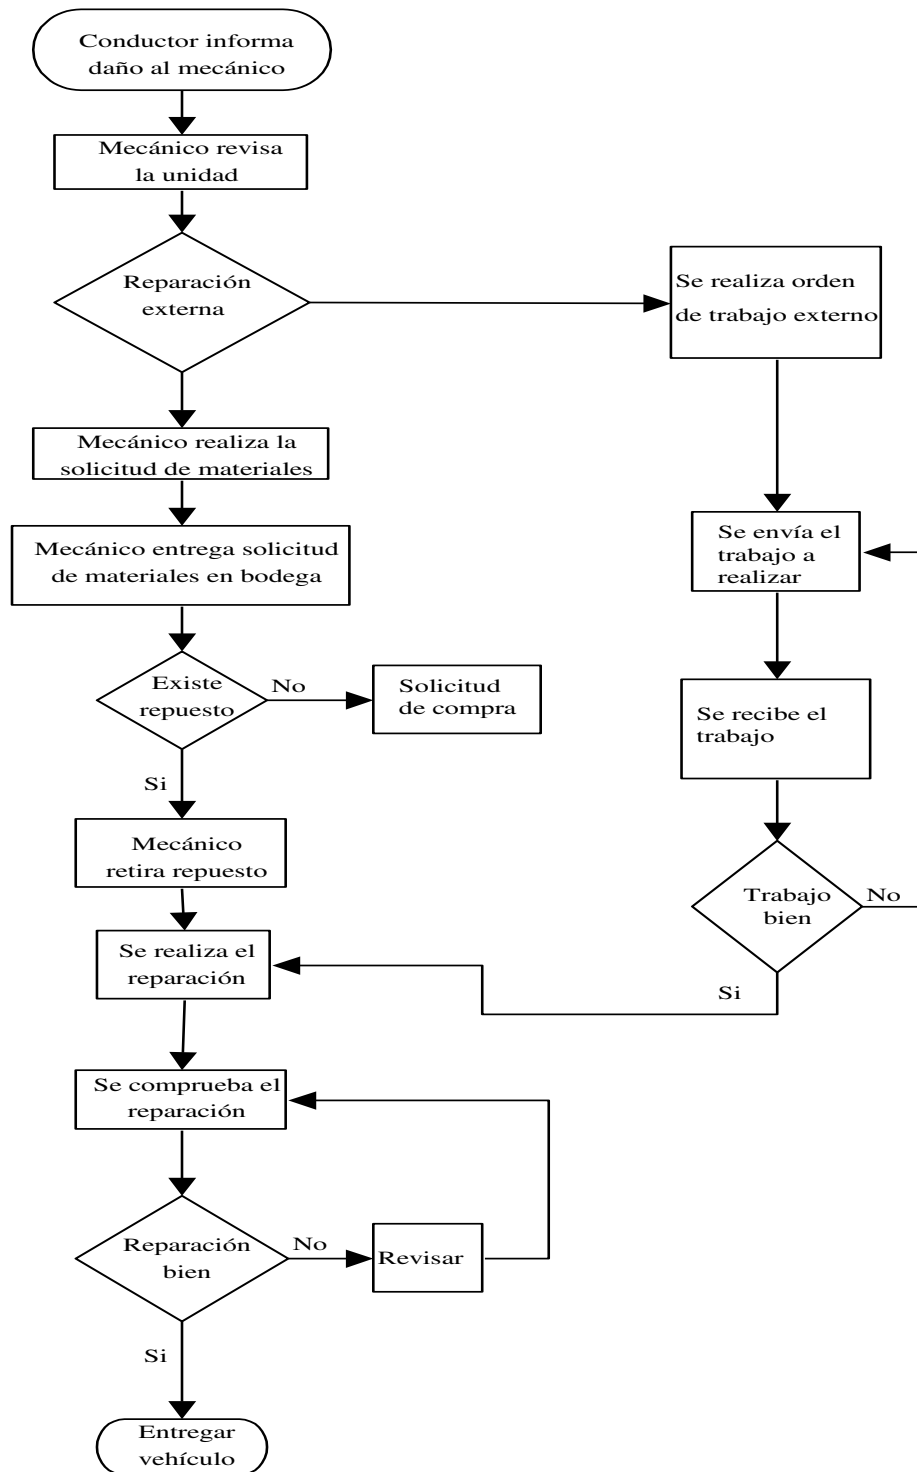 Conductor informa
daño al mecánico
Mecánico revisa
la unidad
Reparación
externa
Se realiza orden
de trabajo externo
Mecánico realiza la
solicitud de materiales
Mecánico entrega solicitud
de materiales en bodega
Se envía el
trabajo a
realizar
Existe
repuesto
No
Solicitud
de compra
Se recibe el
trabajo
Si
Mecánico
retira repuesto
Trabajo
bien
No
Se realiza el
reparación
Si
Se comprueba el
reparación
Reparación
bien
No
Revisar
Si
Entregar
vehículo